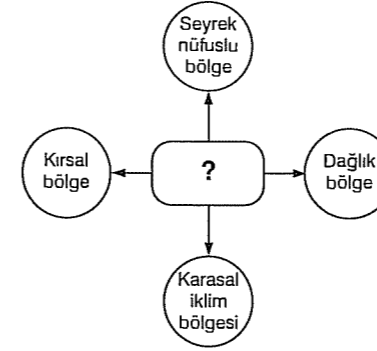 Seyrek
nüfuslu
bölge
Kırsal
bölge
?
Dağlık
bölge
Karasal
iklim
bölgesi